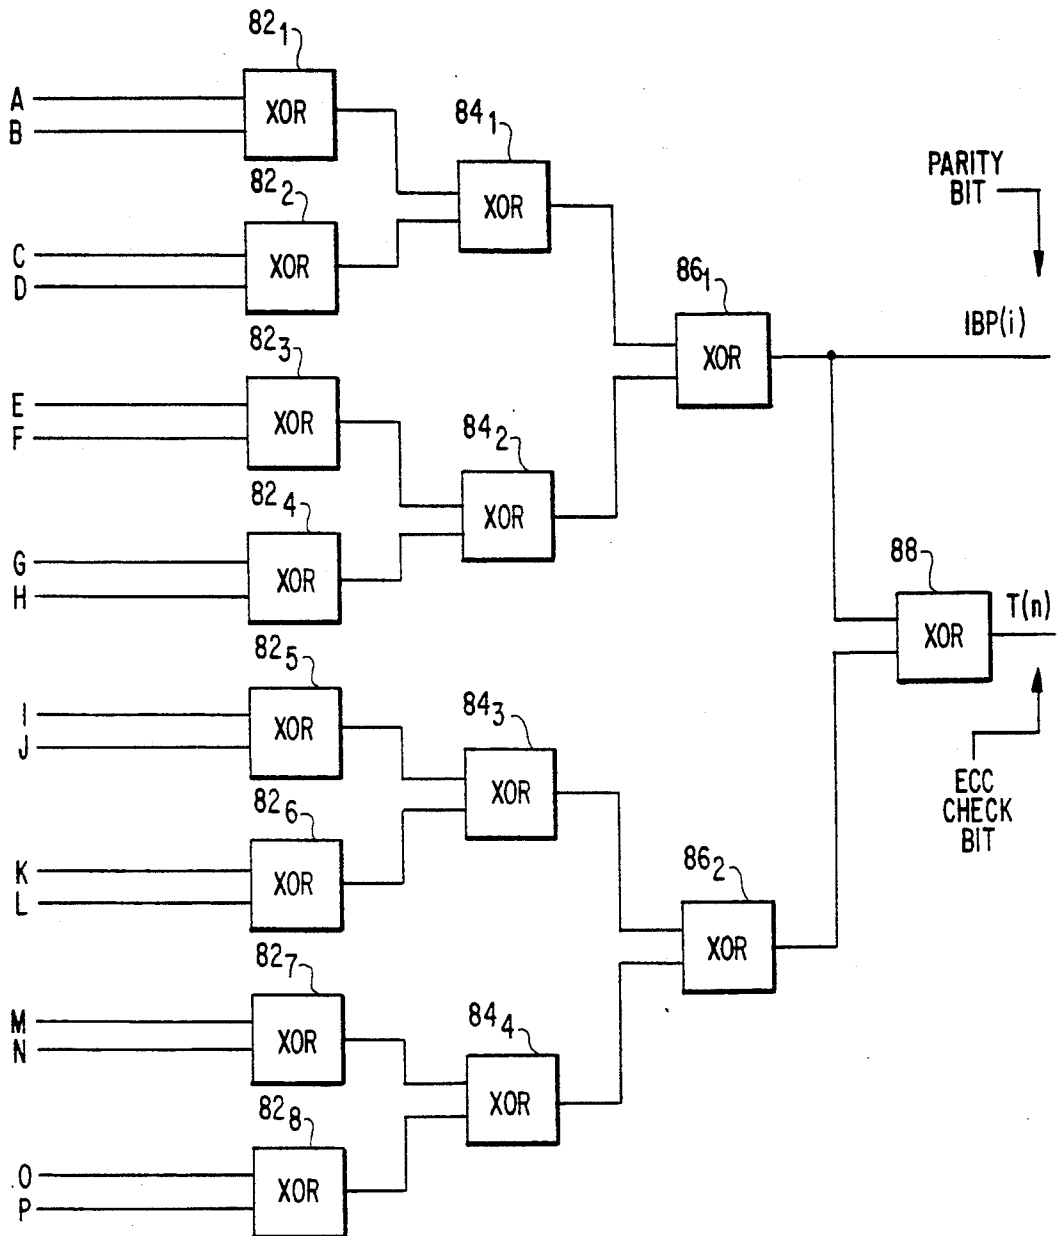 82₁
A
B
XOR
84₁
82₂
XOR
PARITY
BIT
C
D
XOR
86₁
IBP(i)
82₃
XOR
E
F
XOR
84₂
82₄
XOR
88
G
H
XOR
T(n)
XOR
82₅
I
J
XOR
84₃
XOR
ECC
CHECK
BIT
82₆
K
L
XOR
86₂
XOR
82₇
M
N
XOR
84₄
XOR
82₈
O
P
XOR